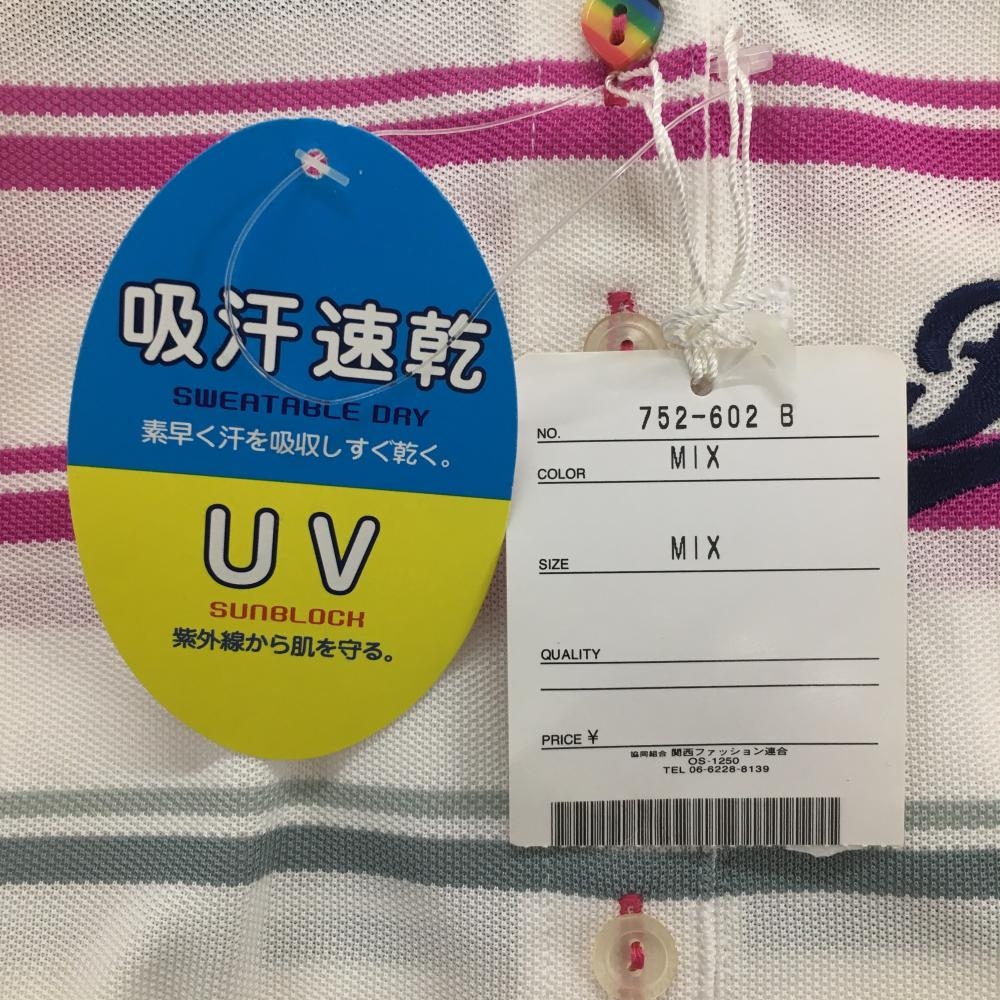 吸汗速乾
SWEATABLE DRY
素早く汗を吸収しすぐ乾く。
UV
SUNBLOCK
紫外線から肌を守る。
NO. 752-602 B
COLOR MIX
SIZE MIX
QUALITY
PRICE ¥
協同組合 関西ファッション連合
OS-1250
TEL 06-6228-8139